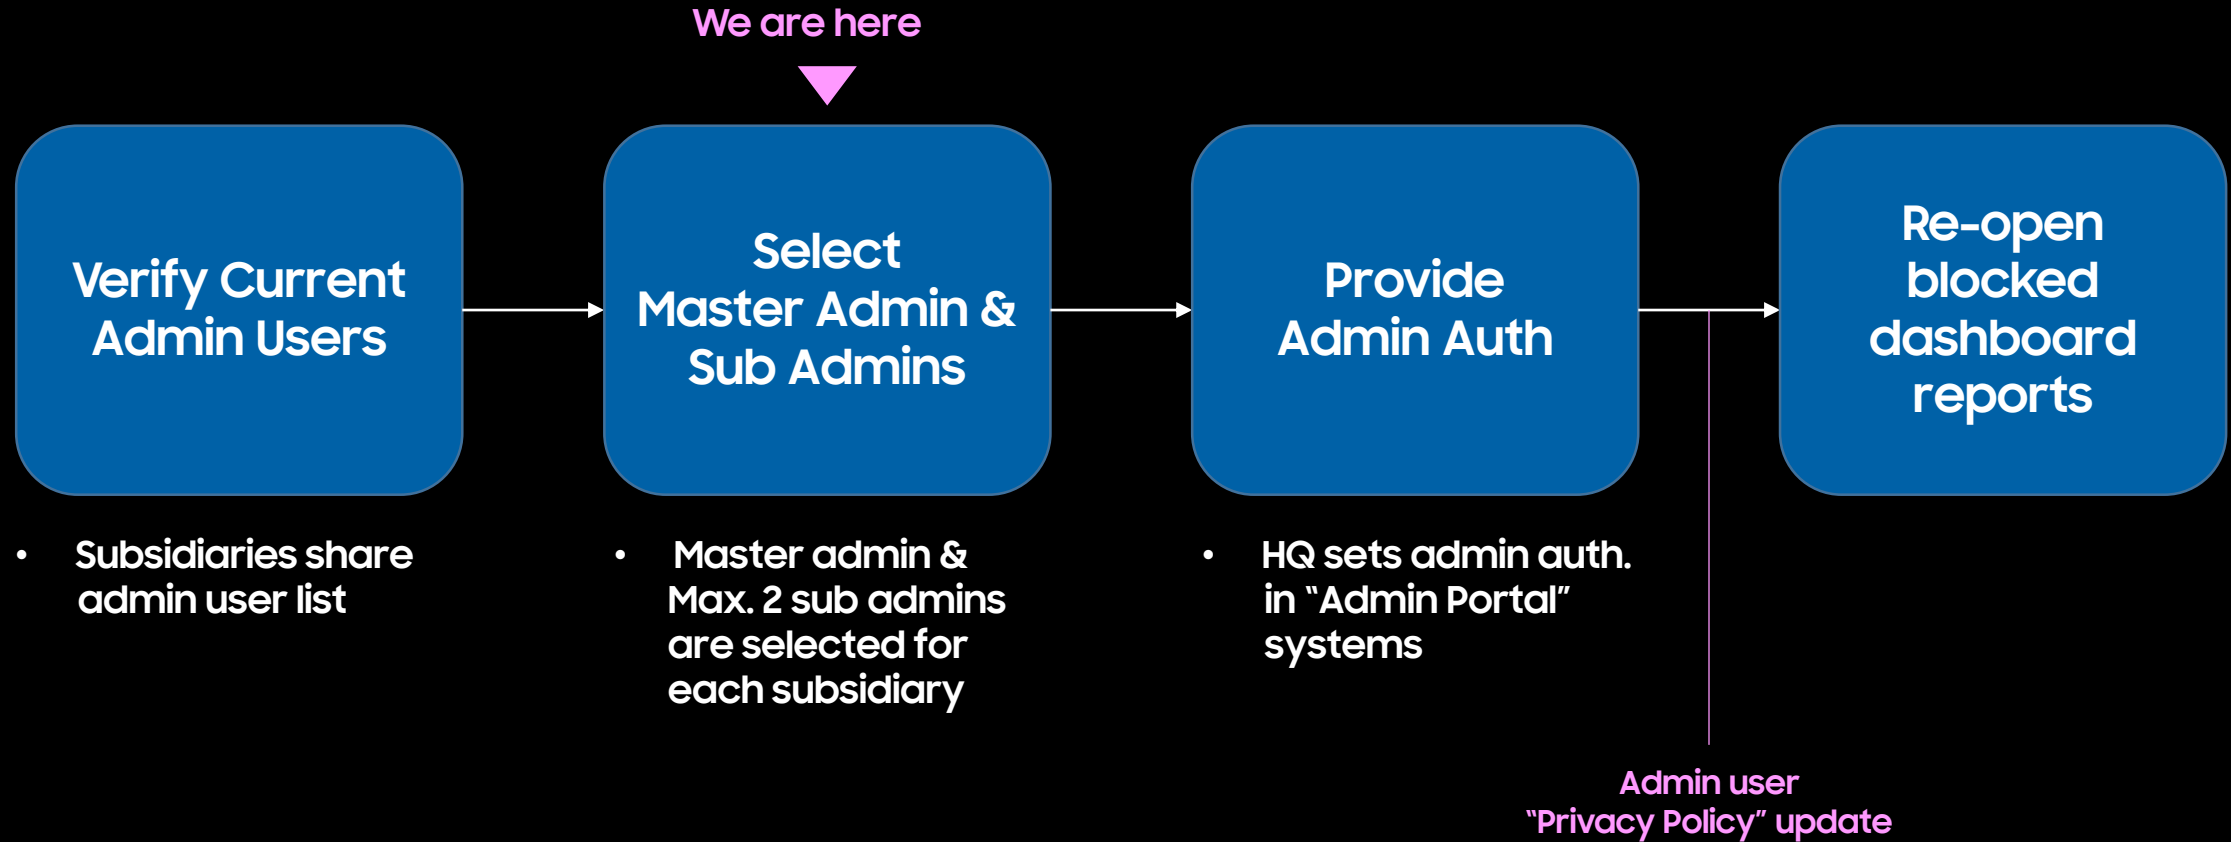 We are here
Verify Current
Admin Users
Select
Master Admin &
Sub Admins
Provide
Admin Auth
Re-open
blocked
dashboard
reports
• Subsidiaries share
admin user list
• Master admin &
Max. 2 sub admins
are selected for
each subsidiary
• HQ sets admin auth.
in “Admin Portal”
systems
Admin user
“Privacy Policy” update